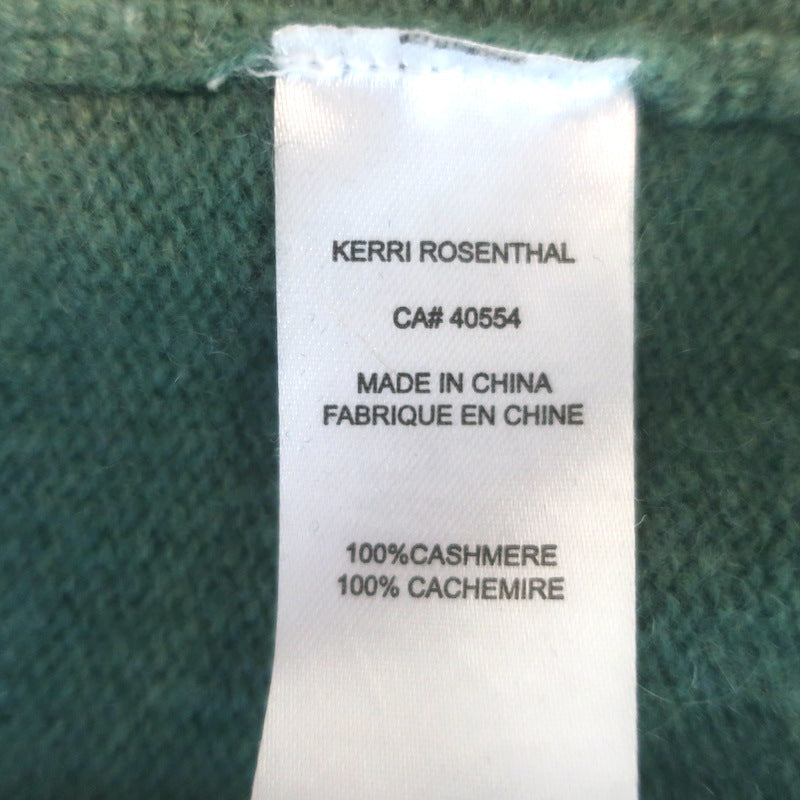 KERRI ROSENTHAL
CA# 40554
MADE IN CHINA
FABRIQUE EN CHINE
100%CASHMERE
100% CACHEMIRE